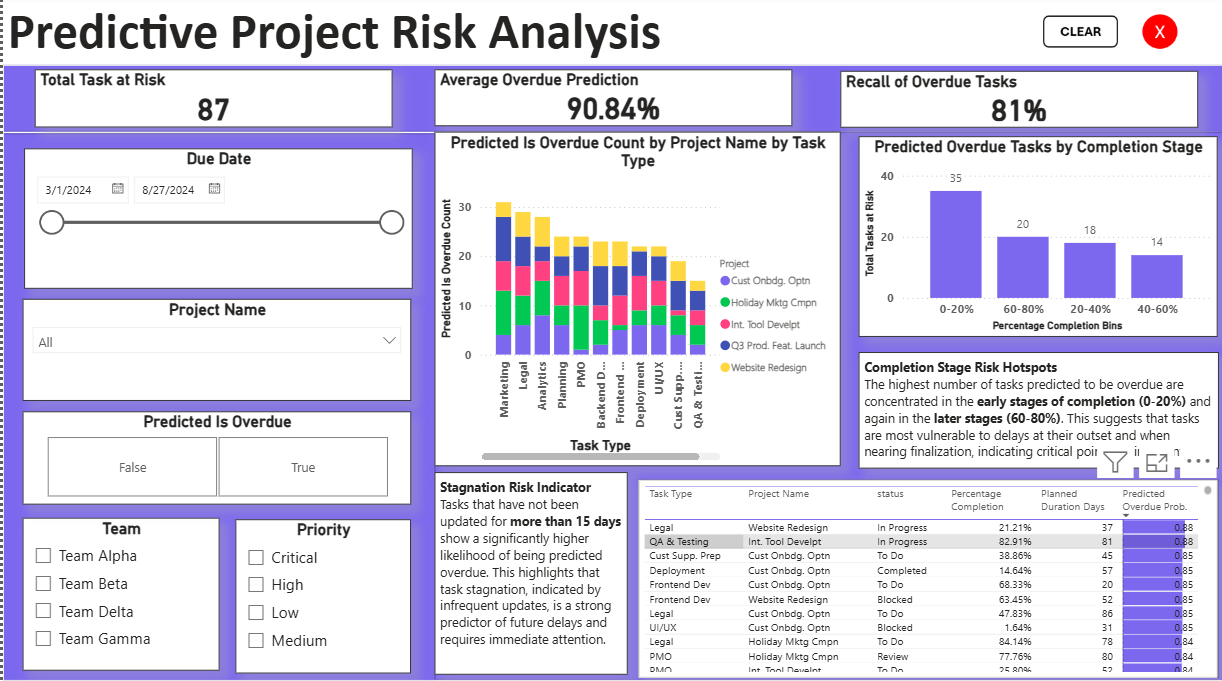 Predictive Project Risk Analysis
CLEAR
X
Total Task at Risk
87
Average Overdue Prediction
90.84%
Recall of Overdue Tasks
81%
Due Date
3/1/2024
8/27/2024
Project Name
All
Predicted Is Overdue
False
True
Team
Team Alpha
Team Beta
Team Delta
Team Gamma
Priority
Critical
High
Low
Medium
Predicted Is Overdue Count by Project Name by Task
Type
Predicted Is Overdue Count
30
20
10
0
Marketing
Legal
Analytics
Planning
PMO
Backend D...
Frontend ...
Deployment
UI/UX
Cust Supp....
QA & Testi...
Task Type
Project
Cust Onbdg. Optn
Holiday Mktg Cmpn
Int. Tool Develpt
Q3 Prod. Feat. Launch
Website Redesign
Predicted Overdue Tasks by Completion Stage
Total Tasks at Risk
40
20
0
35
20
18
14
0-20%
60-80%
20-40%
40-60%
Percentage Completion Bins
Completion Stage Risk Hotspots
The highest number of tasks predicted to be overdue are
concentrated in the early stages of completion (0-20%) and
again in the later stages (60-80%). This suggests that tasks
are most vulnerable to delays at their outset and when
nearing finalization, indicating critical
Stagnation Risk Indicator
Tasks that have not been
updated for more than 15 days
show a significantly higher
likelihood of being predicted
overdue. This highlights that
task stagnation, indicated by
infrequent updates, is a strong
predictor of future delays and
requires immediate attention.
Task Type Project Name status Percentage Completion Planned Duration Days Predicted Overdue Prob.
Legal Website Redesign In Progress 21.21% 37 0.88
QA & Testing Int. Tool Develpt In Progress 82.91% 81 0.88
Cust Supp. Prep Cust Onbdg. Optn To Do 38.86% 45 0.85
Deployment Cust Onbdg. Optn Completed 14.64% 57 0.85
Frontend Dev Cust Onbdg. Optn To Do 68.33% 20 0.85
Frontend Dev Website Redesign Blocked 63.45% 52 0.85
Legal Cust Onbdg. Optn To Do 47.83% 86 0.85
UI/UX Cust Onbdg. Optn Blocked 1.64% 31 0.85
Legal Holiday Mktg Cmpn To Do 84.14% 78 0.84
PMO Holiday Mktg Cmpn Review 77.76% 80 0.84
PMO Int. Tool Develpt To Do 25.80% 52 0.84